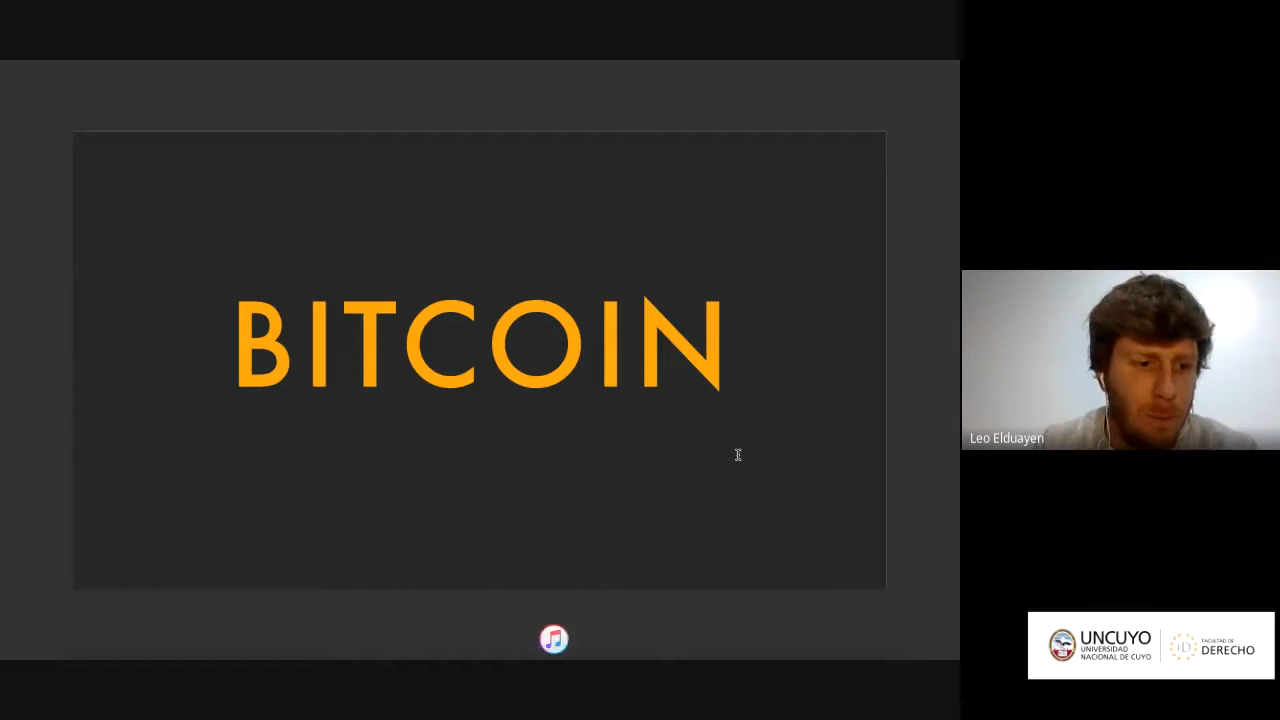 BITCOIN
Leo Elduayen
UNCUYO
UNIVERSIDAD
NACIONAL DE CUYO
FACULTAD DE
DERECHO